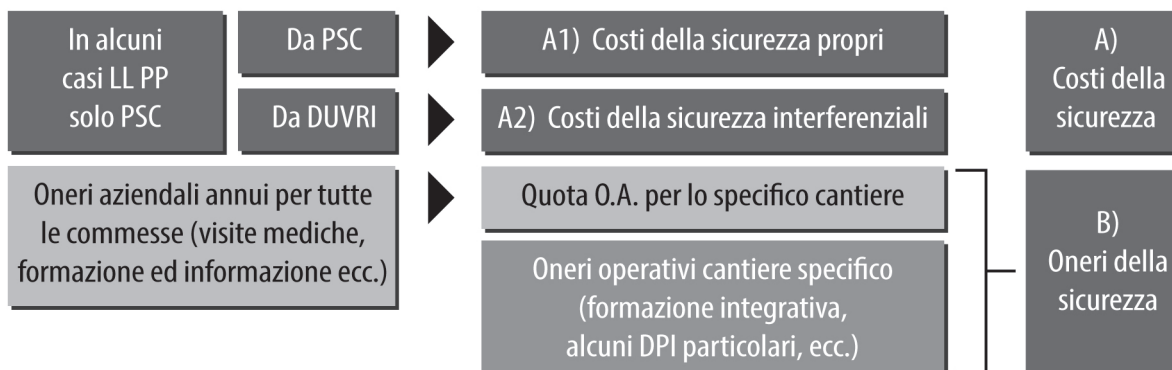 In alcuni
casi LL PP
solo PSC
Da PSC
A1) Costi della sicurezza propri
A)
Costi della
sicurezza
Da DUVRI
A2) Costi della sicurezza interferenziali
Oneri aziendali annui per tutte
le commesse (visite mediche,
formazione ed informazione ecc.)
Quota O.A. per lo specifico cantiere
Oneri operativi cantiere specifico
(formazione integrativa,
alcuni DPI particolari, ecc.)
B)
Oneri della
sicurezza